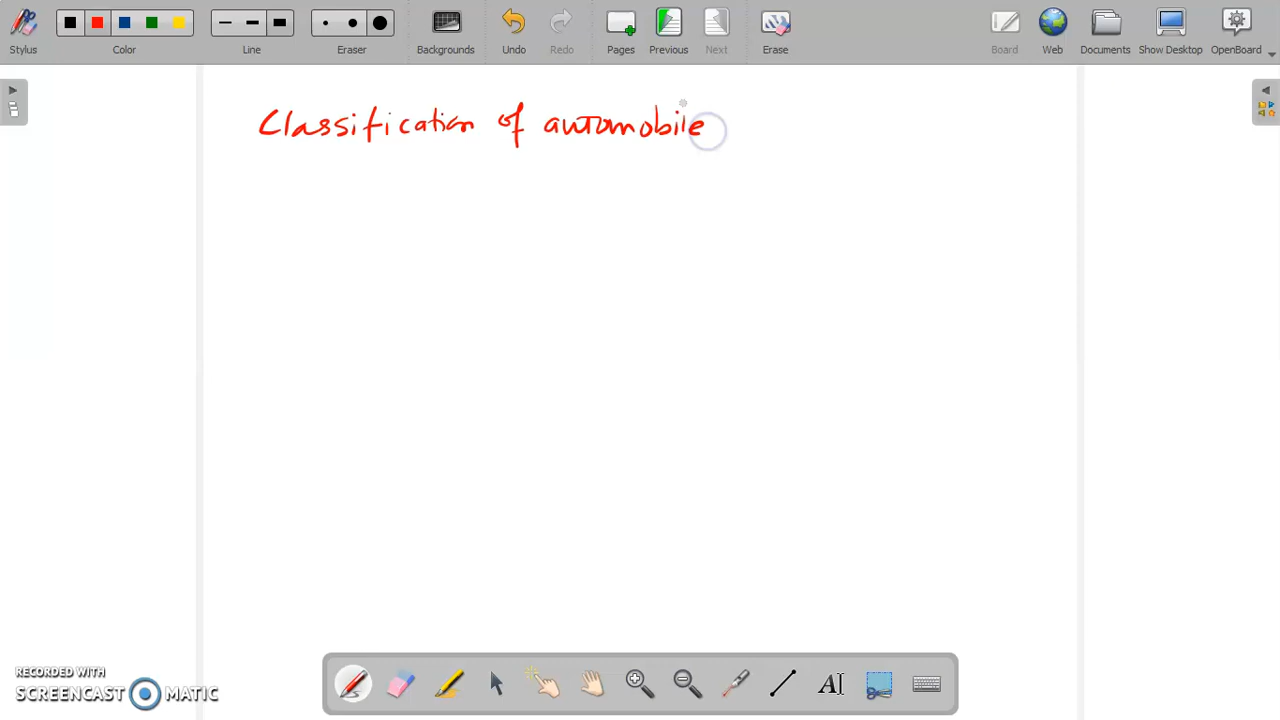 Stylus Color Line Eraser Backgrounds Undo Redo Pages Previous Next Erase Board Web Documents Show Desktop OpenBoard
Classification of automobile
RECORDED WITH
SCREENCAST MATIC